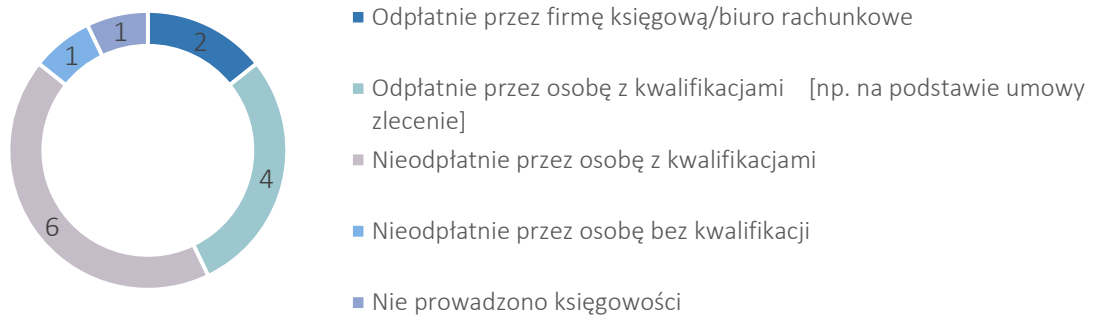 1
1
2
4
6
Odpłatnie przez firmę księgową/biuro rachunkowe
Odpłatnie przez osobę z kwalifikacjami [np. na podstawie umowy
zlecenie]
Nieodpłatnie przez osobę z kwalifikacjami
Nieodpłatnie przez osobę bez kwalifikacji
Nie prowadzono księgowości